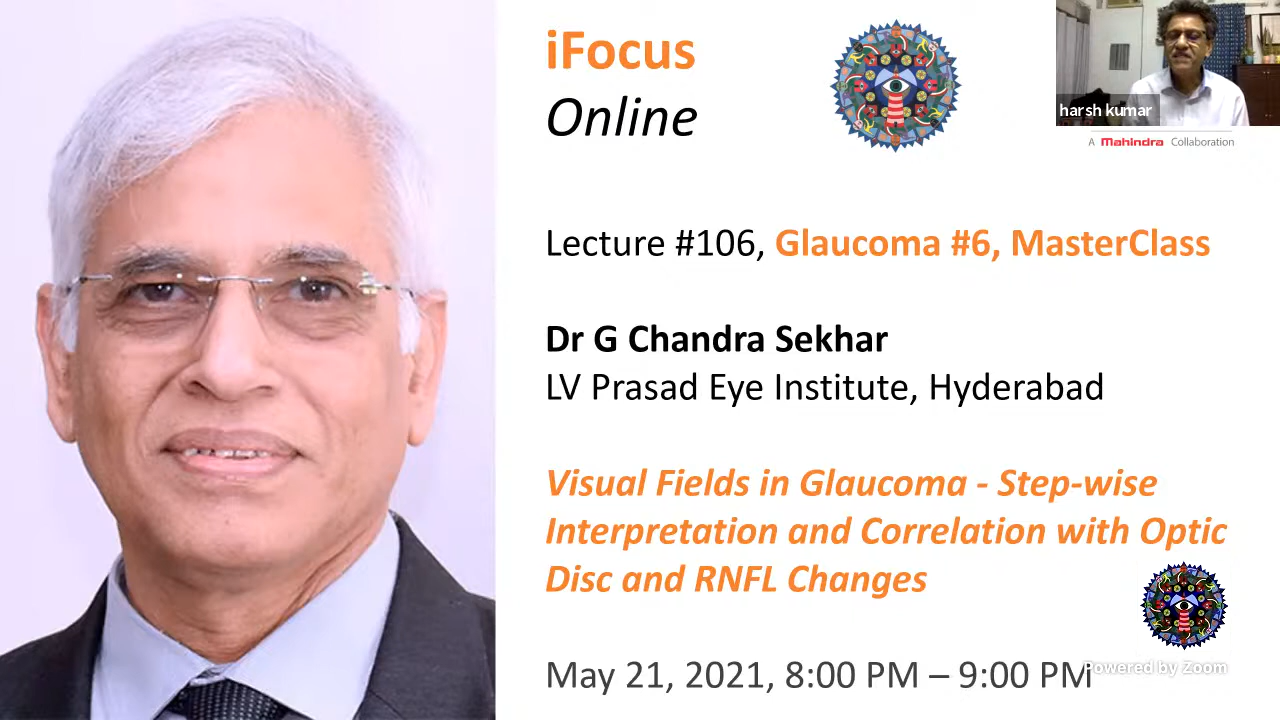 iFocus
Online
harsh kumar
A Mahindra Collaboration
Lecture #106, Glaucoma #6, MasterClass
Dr G Chandra Sekhar
LV Prasad Eye Institute, Hyderabad
Visual Fields in Glaucoma - Step-wise
Interpretation and Correlation with Optic
Disc and RNFL Changes
May 21, 2021, 8:00 PM – 9:00 PM
Powered by Zoom